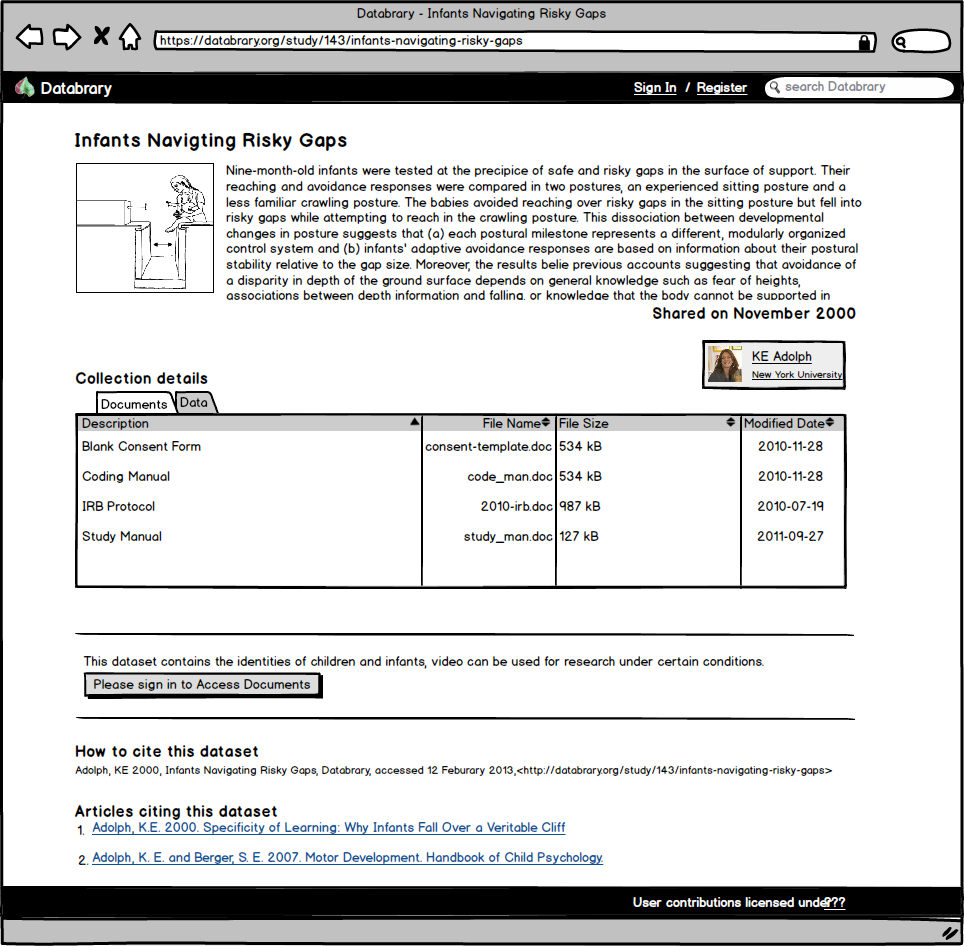 Databrary - Infants Navigating Risky Gaps
https://databrary.org/study/143/infants-navigating-risky-gaps
Databrary
Sign In / Register
search Databrary
Infants Navigting Risky Gaps
Nine-month-old infants were tested at the precipice of safe and risky gaps in the surface of support. Their
reaching and avoidance responses were compared in two postures, an experienced sitting posture and a
less familiar crawling posture. The babies avoided reaching over risky gaps in the sitting posture but fell into
risky gaps while attempting to reach in the crawling posture. This dissociation between developmental
changes in posture suggests that (a) each postural milestone represents a different, modularly organized
control system and (b) infants' adaptive avoidance responses are based on information about their postural
stability relative to the gap size. Moreover, the results belie previous accounts suggesting that avoidance of
a disparity in depth of the ground surface depends on general knowledge such as fear of heights,
associations between depth information and falling, or knowledge that the body cannot be supported in
Shared on November 2000
KE Adolph
New York University
Collection details
Documents Data
Description File Name File Size Modified Date
Blank Consent Form consent-template.doc 534 kB 2010-11-28
Coding Manual code_man.doc 534 kB 2010-11-28
IRB Protocol 2010-irb.doc 987 kB 2010-07-19
Study Manual study_man.doc 127 kB 2011-09-27
This dataset contains the identities of children and infants, video can be used for research under certain conditions.
Please sign in to Access Documents
How to cite this dataset
Adolph, KE 2000, Infants Navigating Risky Gaps, Databrary, accessed 12 Feburary 2013,<http://databrary.org/study/143/infants-navigating-risky-gaps>
Articles citing this dataset
1. Adolph, K.E. 2000. Specificity of Learning: Why Infants Fall Over a Veritable Cliff
2. Adolph, K. E. and Berger, S. E. 2007. Motor Development. Handbook of Child Psychology.
User contributions licensed under ???